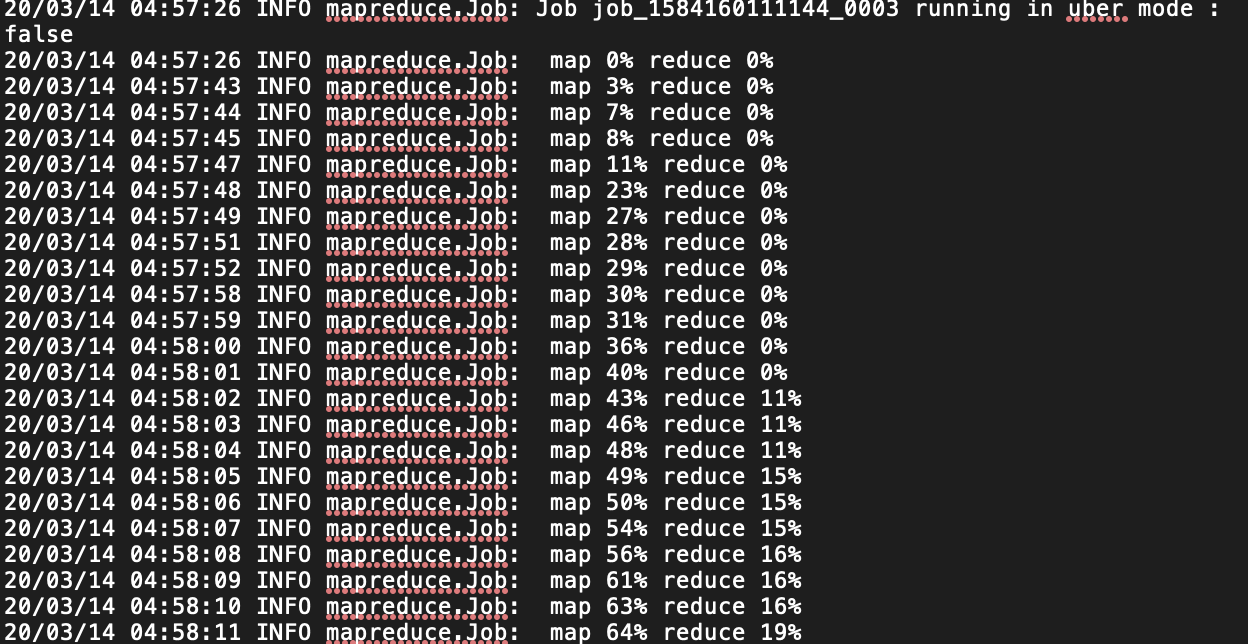 20/03/14 04:57:26 INFO mapreduce.Job: Job job_1584160111144_0003 running in uber mode :
false
20/03/14 04:57:26 INFO mapreduce.Job:  map 0% reduce 0%
20/03/14 04:57:43 INFO mapreduce.Job:  map 3% reduce 0%
20/03/14 04:57:44 INFO mapreduce.Job:  map 7% reduce 0%
20/03/14 04:57:45 INFO mapreduce.Job:  map 8% reduce 0%
20/03/14 04:57:47 INFO mapreduce.Job:  map 11% reduce 0%
20/03/14 04:57:48 INFO mapreduce.Job:  map 23% reduce 0%
20/03/14 04:57:49 INFO mapreduce.Job:  map 27% reduce 0%
20/03/14 04:57:51 INFO mapreduce.Job:  map 28% reduce 0%
20/03/14 04:57:52 INFO mapreduce.Job:  map 29% reduce 0%
20/03/14 04:57:58 INFO mapreduce.Job:  map 30% reduce 0%
20/03/14 04:57:59 INFO mapreduce.Job:  map 31% reduce 0%
20/03/14 04:58:00 INFO mapreduce.Job:  map 36% reduce 0%
20/03/14 04:58:01 INFO mapreduce.Job:  map 40% reduce 0%
20/03/14 04:58:02 INFO mapreduce.Job:  map 43% reduce 11%
20/03/14 04:58:03 INFO mapreduce.Job:  map 46% reduce 11%
20/03/14 04:58:04 INFO mapreduce.Job:  map 48% reduce 11%
20/03/14 04:58:05 INFO mapreduce.Job:  map 49% reduce 15%
20/03/14 04:58:06 INFO mapreduce.Job:  map 50% reduce 15%
20/03/14 04:58:07 INFO mapreduce.Job:  map 54% reduce 15%
20/03/14 04:58:08 INFO mapreduce.Job:  map 56% reduce 16%
20/03/14 04:58:09 INFO mapreduce.Job:  map 61% reduce 16%
20/03/14 04:58:10 INFO mapreduce.Job:  map 63% reduce 16%
20/03/14 04:58:11 INFO mapreduce.Job:  map 64% reduce 19%